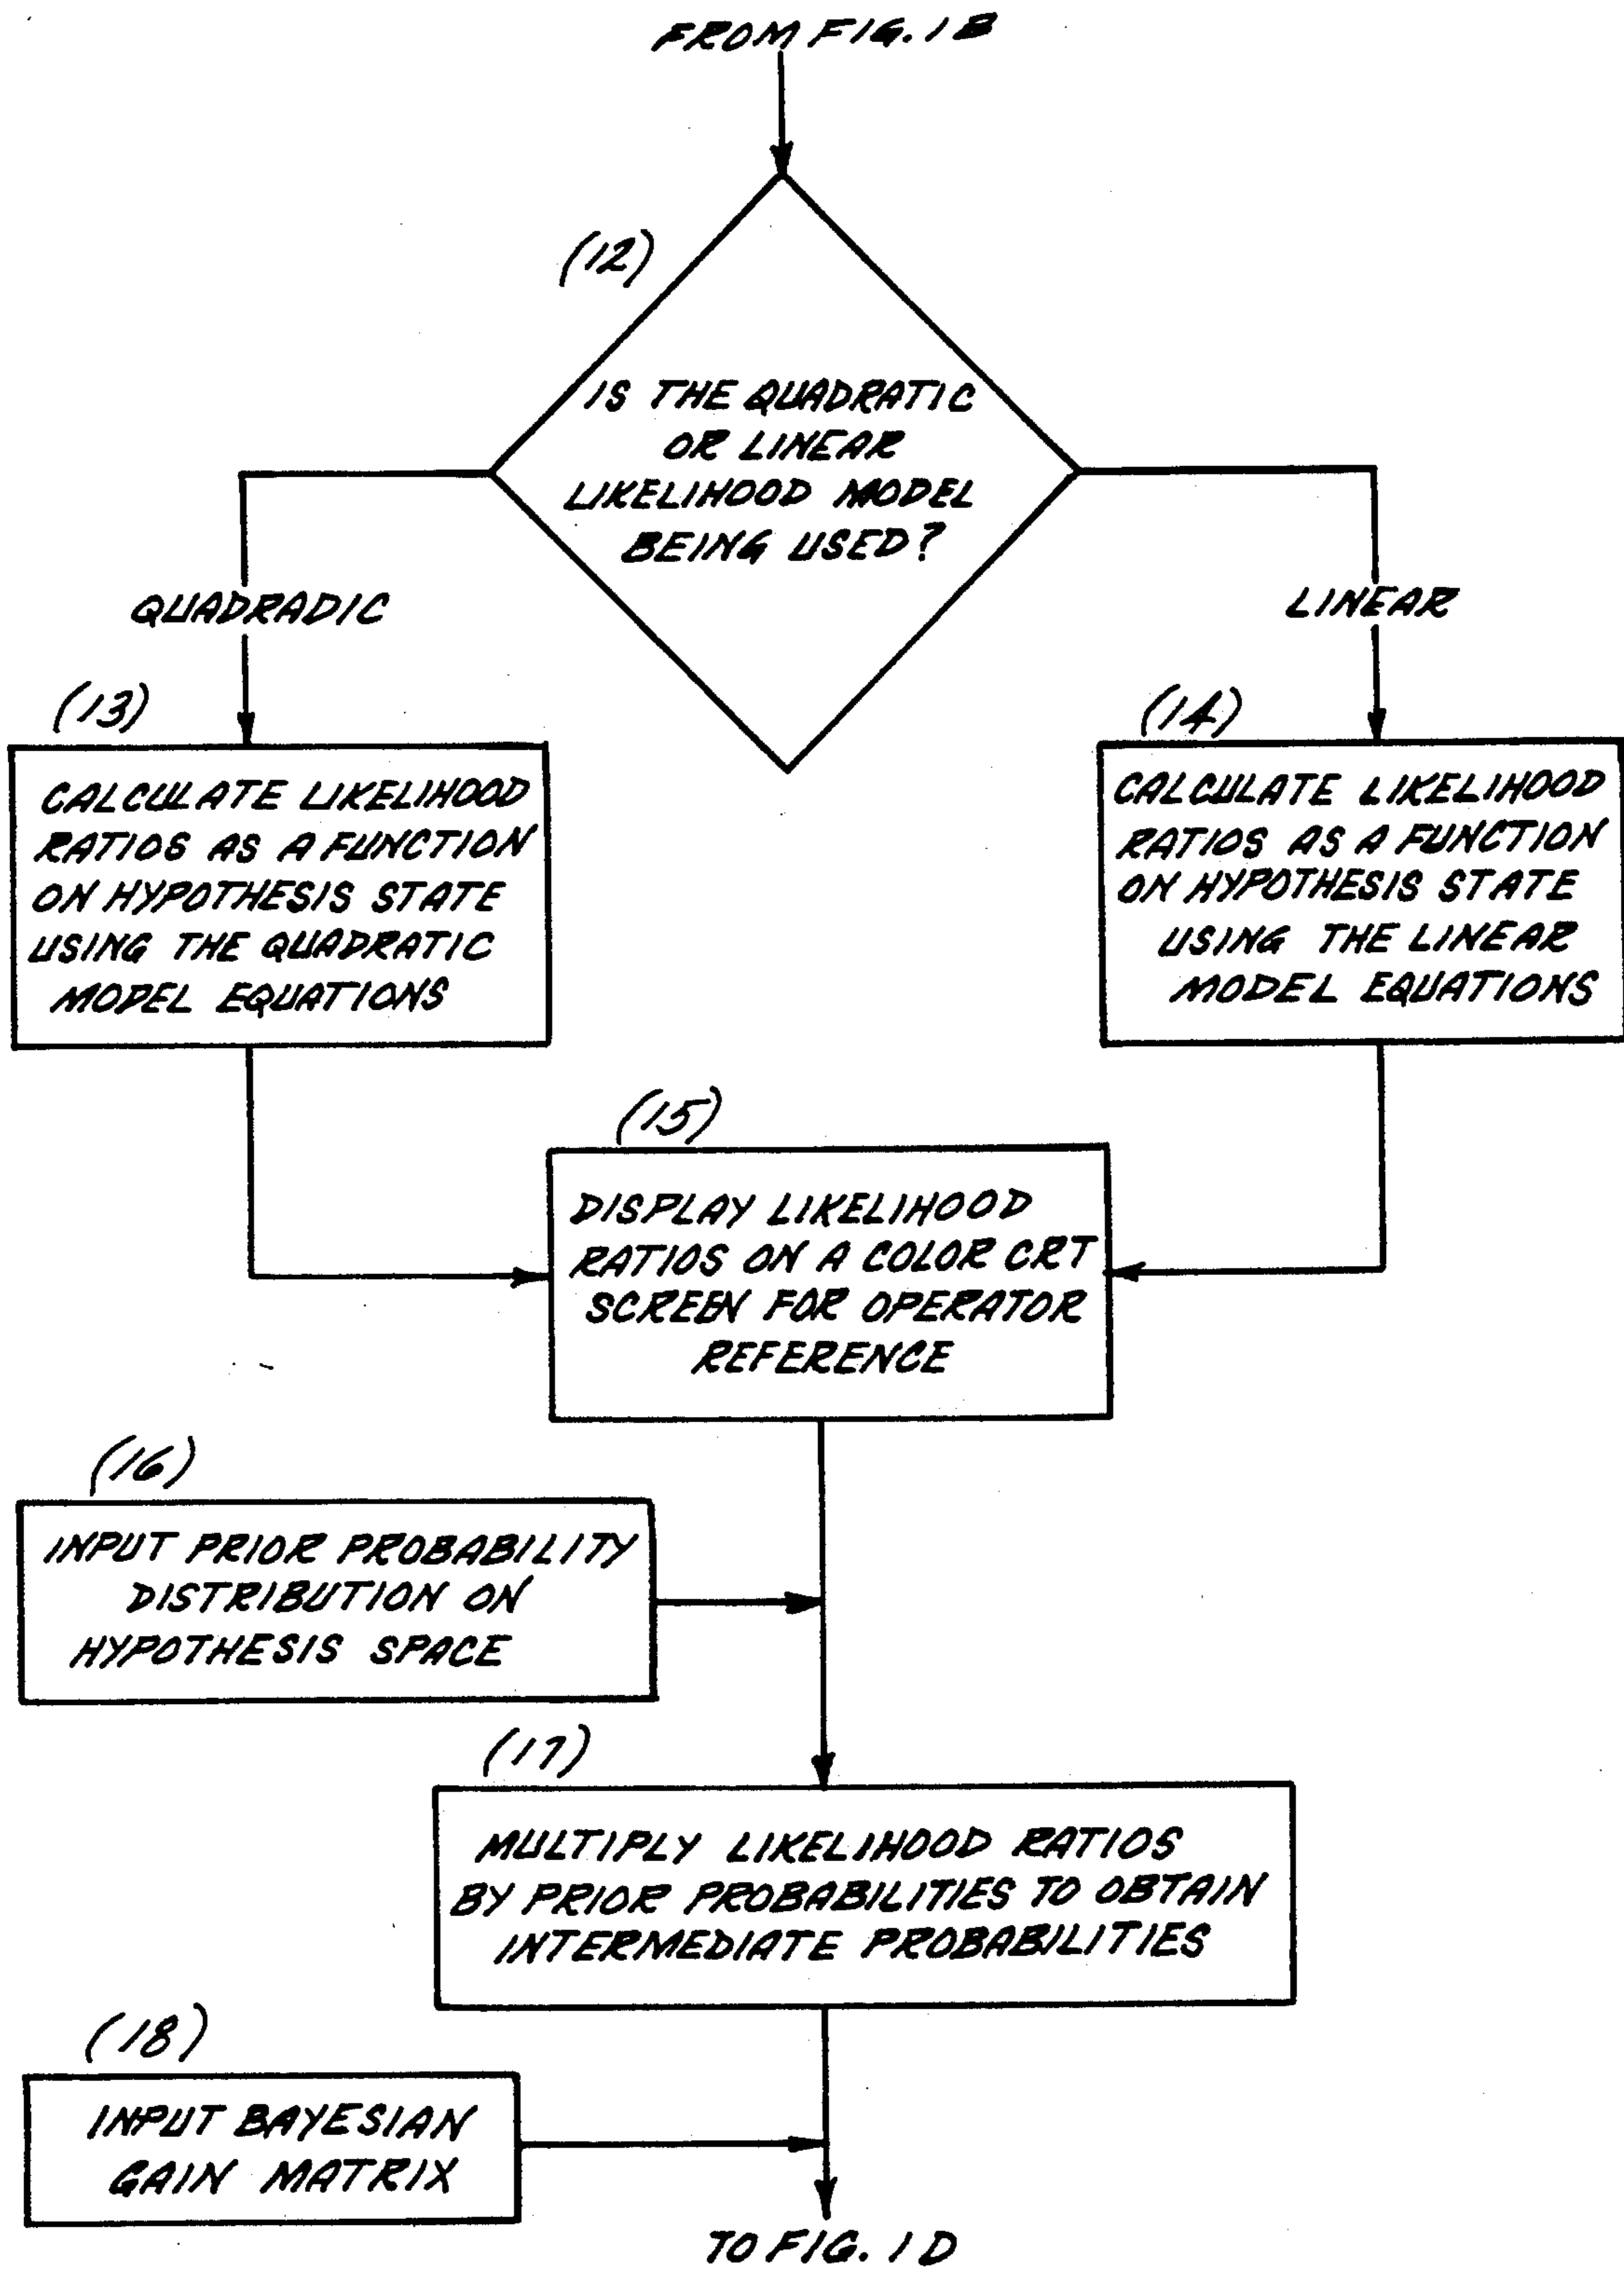 FROM FIG. 1B
(12)
IS THE QUADRATIC
OR LINEAR
LIKELIHOOD MODEL
BEING USED?
QUADRADIC
LINEAR
(13)
CALCULATE LIKELIHOOD
RATIOS AS A FUNCTION
ON HYPOTHESIS STATE
USING THE QUADRATIC
MODEL EQUATIONS
(14)
CALCULATE LIKELIHOOD
RATIOS AS A FUNCTION
ON HYPOTHESIS STATE
USING THE LINEAR
MODEL EQUATIONS
(15)
DISPLAY LIKELIHOOD
RATIOS ON A COLOR CRT
SCREEN FOR OPERATOR
REFERENCE
(16)
INPUT PRIOR PROBABILITY
DISTRIBUTION ON
HYPOTHESIS SPACE
(17)
MULTIPLY LIKELIHOOD RATIOS
BY PRIOR PROBABILITIES TO OBTAIN
INTERMEDIATE PROBABILITIES
(18)
INPUT BAYESIAN
GAIN MATRIX
TO FIG. 1D